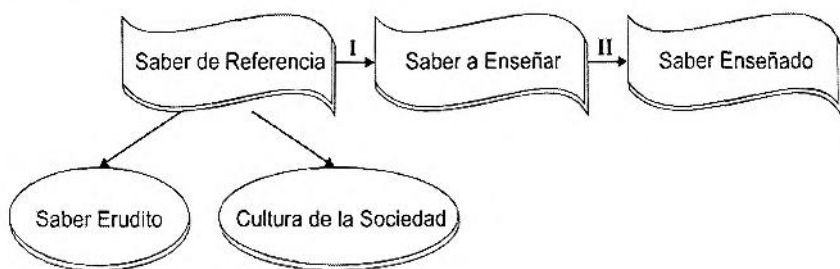 Saber de Referencia
I
Saber a Enseñar
II
Saber Enseñado
Saber Erudito
Cultura de la Sociedad